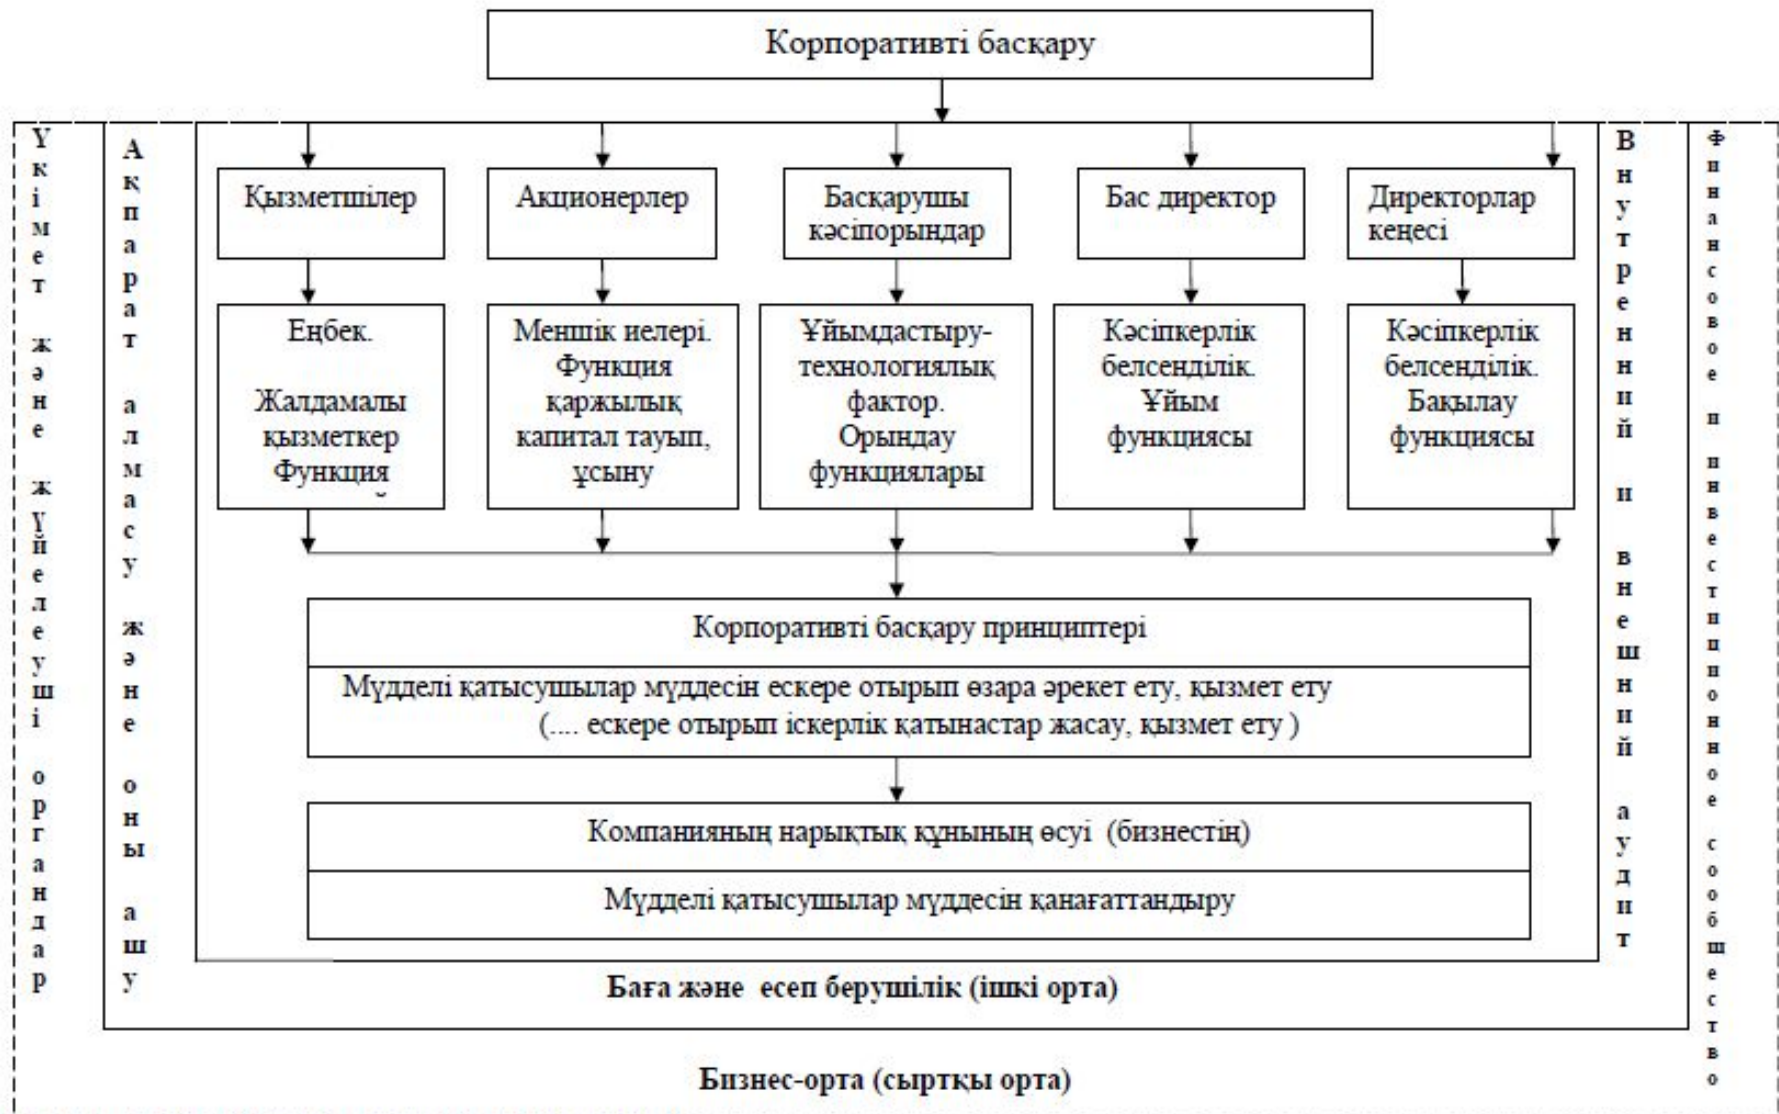 Корпоративті басқару
Үкімет және жүйелеуші органдар
Ақпарат алмасу және оны ашу
Қызметшілер
Акционерлер
Басқарушы
кәсіпорындар
Бас директор
Директорлар
кеңесі
Еңбек.
Жалдамалы
қызметкер
Функция
Меншік иелері.
Функция
қаржылық
капитал тауып,
ұсыну
Ұйымдастыру-
технологиялық
фактор.
Орындау
функциялары
Кәсіпкерлік
белсенділік.
Ұйым
функциясы
Кәсіпкерлік
белсенділік.
Бақылау
функциясы
Корпоративті басқару принциптері
Мүдделі қатысушылар мүддесін ескере отырып өзара әрекет ету, қызмет ету
(.... ескере отырып іскерлік қатынастар жасау, қызмет ету )
Компанияның нарықтық құнының өсуі (бизнестің)
Мүдделі қатысушылар мүддесін қанағаттандыру
Внутренний и внешний аудит
Финансовое и инвестиционное сообшество
Баға және есеп берушілік (ішкі орта)
Бизнес-орта (сыртқы орта)